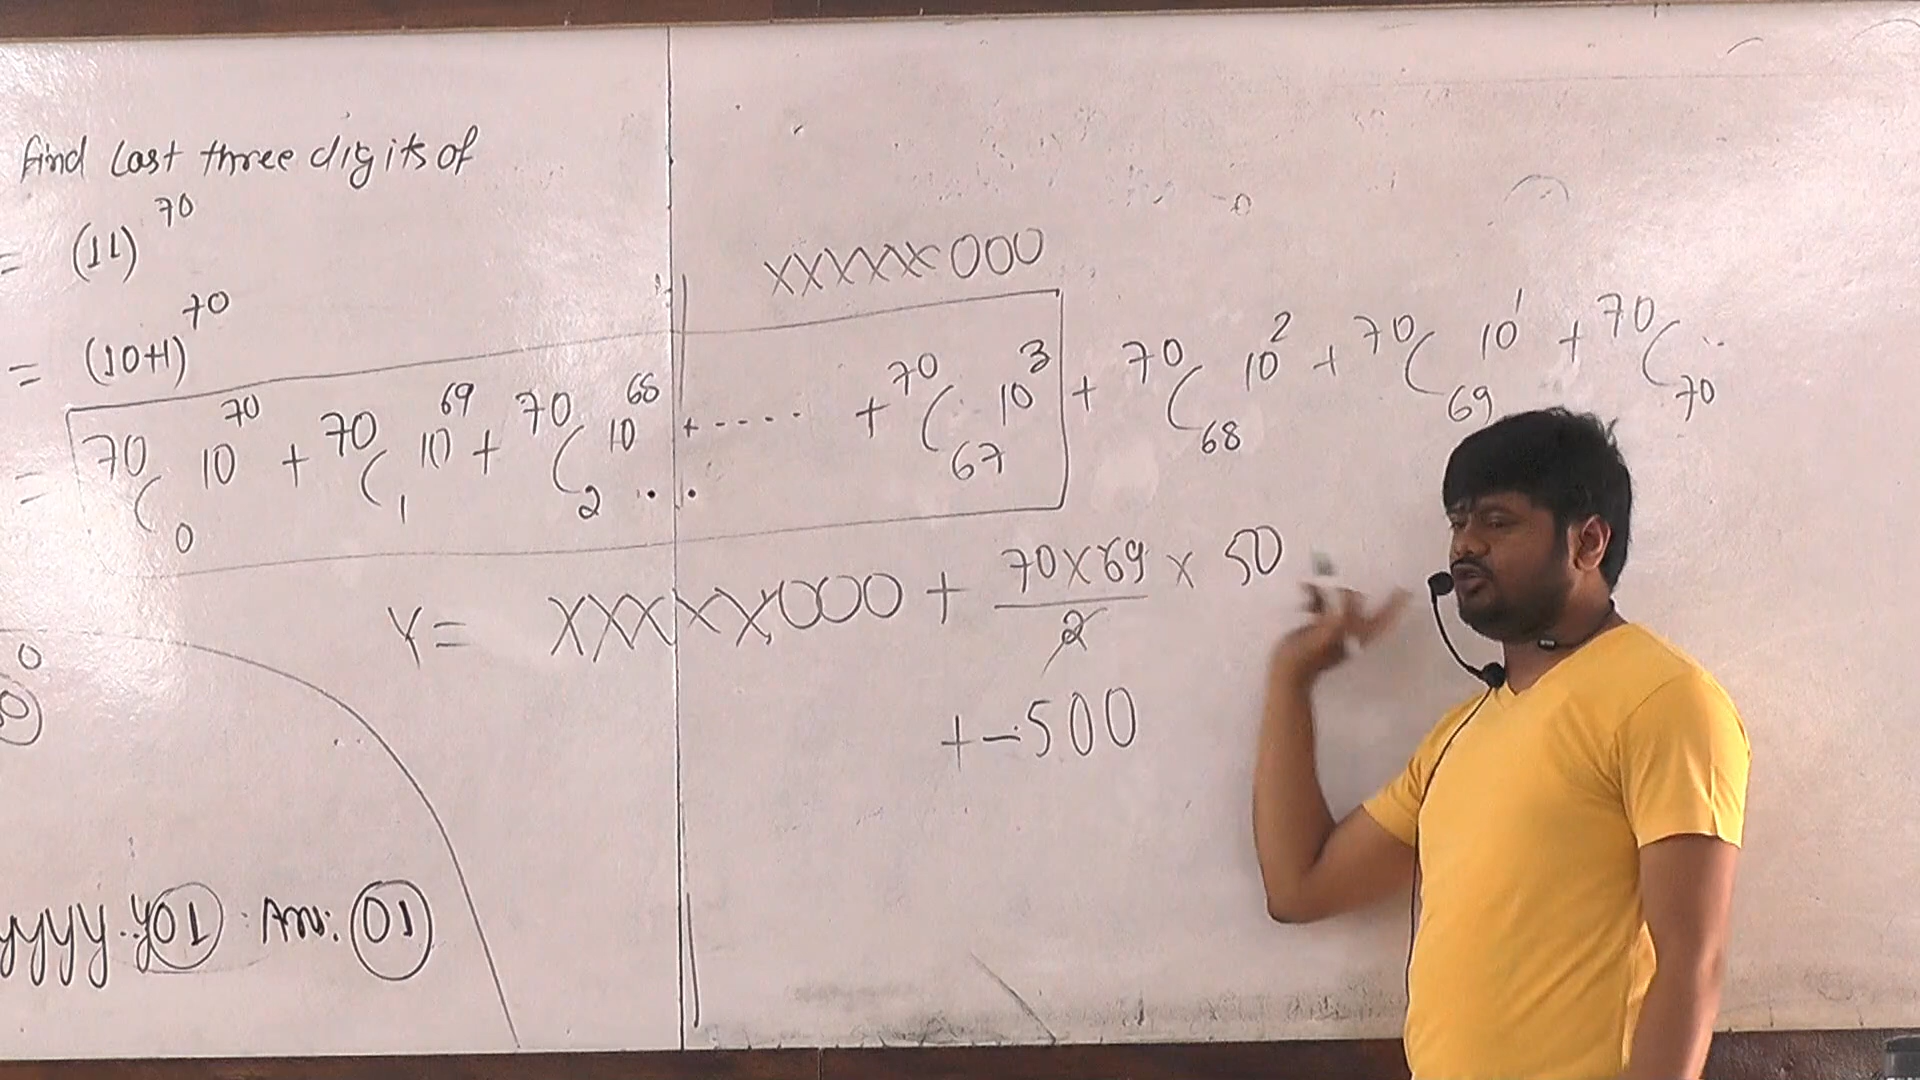 find last three digits of
= (11)^70
= (10+1)^70
XXXXXX000
= 70C0 10^70 + 70C1 10^69 + 70C2 10^68 .. +----.. + 70C67 10^3 + 70C68 10^2 + 70C69 10^1 + 70C70 ..
Y = XXXXX000 + 70x69/2 x 50
+-500
0
yyyy..y01 Ans: 01